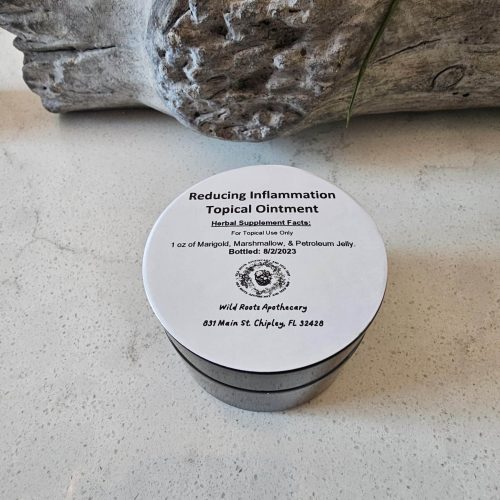 Reducing Inflammation
Topical Ointment
Herbal Supplement Facts:
For Topical Use Only
1 oz of Marigold, Marshmallow, & Petroleum Jelly.
Bottled: 8/2/2023
Wild Roots Apothecary
831 Main St. Chipley, FL 32428